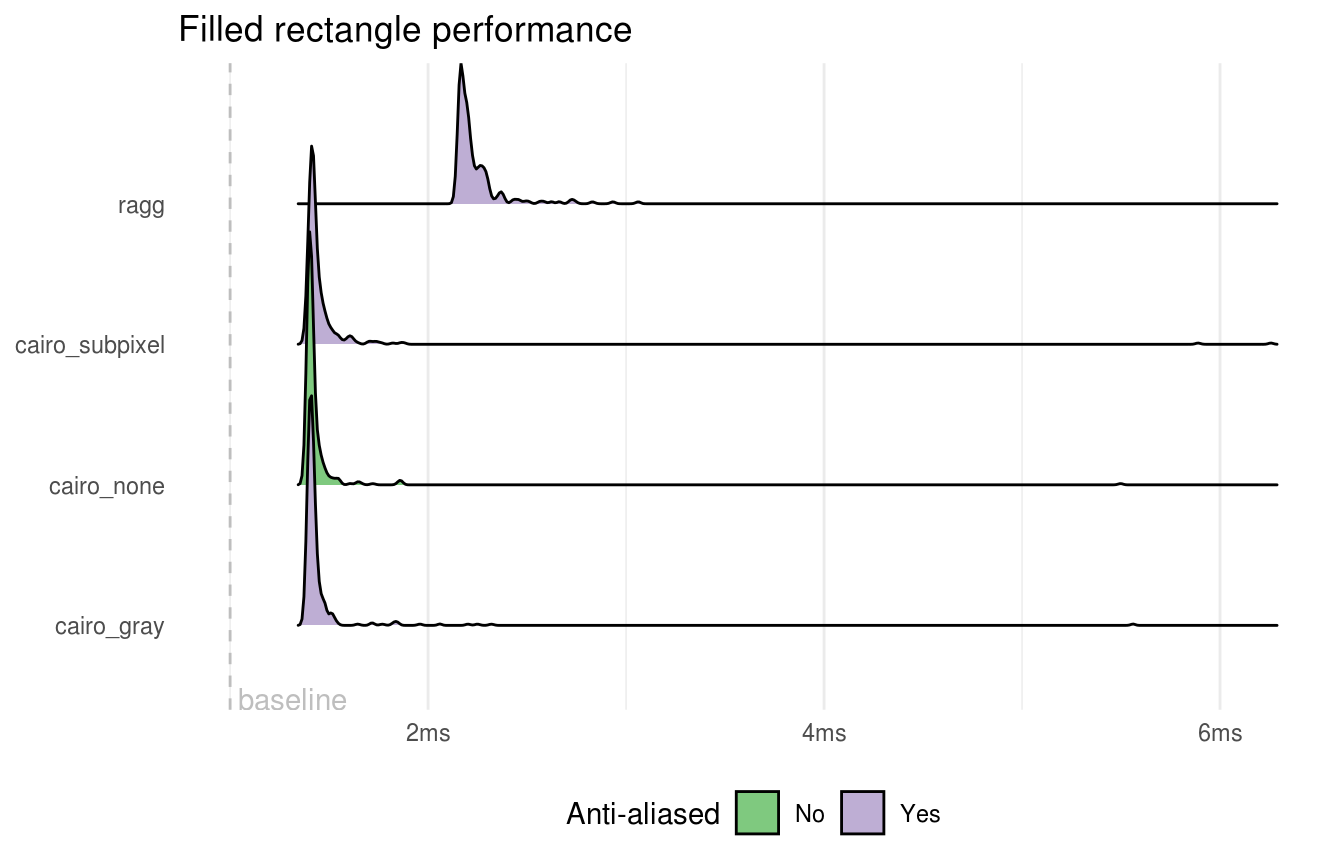 Filled rectangle performance
ragg
cairo_subpixel
cairo_none
cairo_gray
baseline
2ms 4ms 6ms
Anti-aliased No Yes